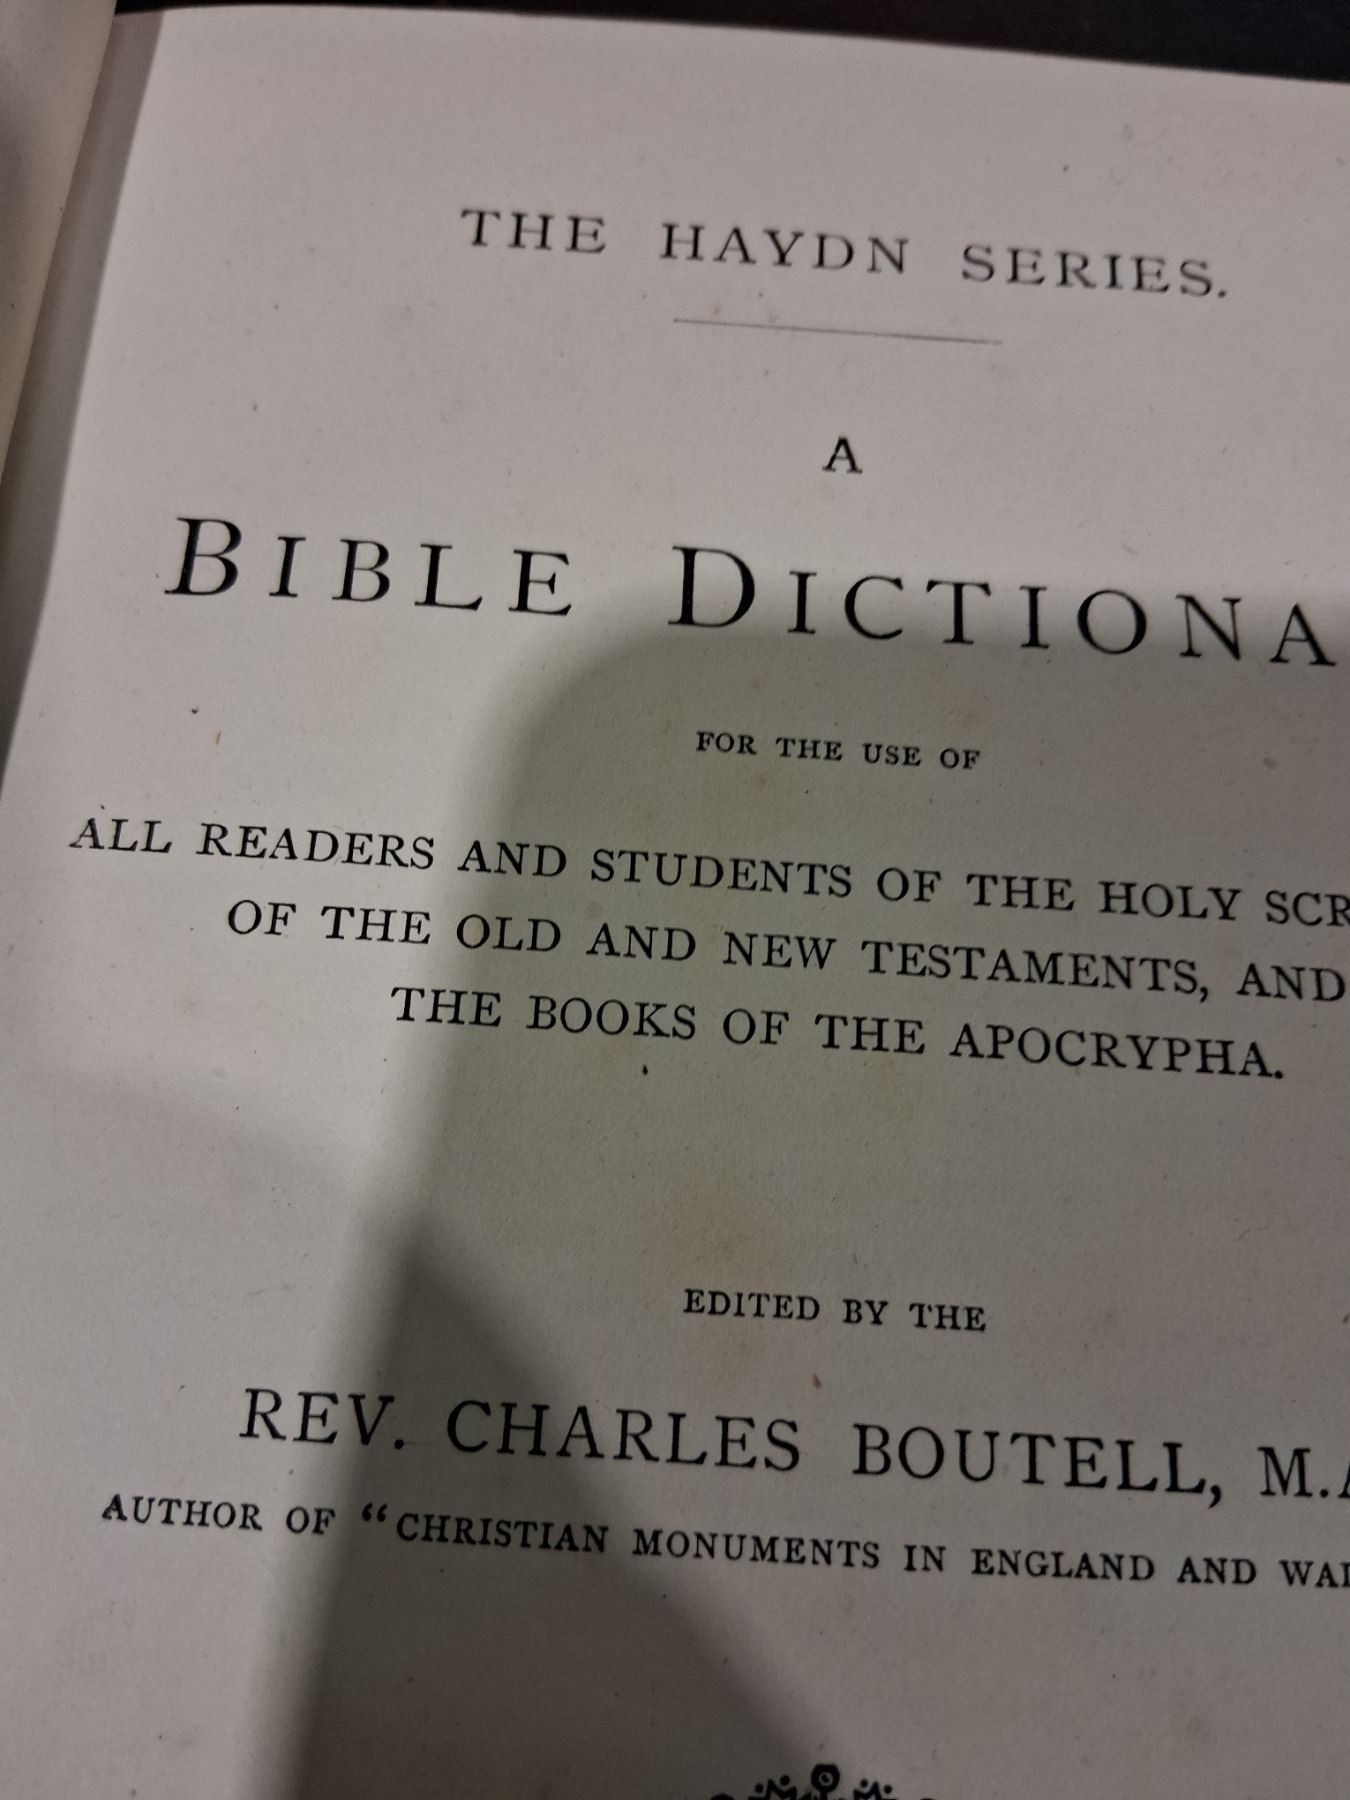 THE HAYDN SERIES.
A
BIBLE DICTIONA
FOR THE USE OF
ALL READERS AND STUDENTS OF THE HOLY SCR
OF THE OLD AND NEW TESTAMENTS, AND
THE BOOKS OF THE APOCRYPHA.
EDITED BY THE
REV. CHARLES BOUTELL, M.A
AUTHOR OF “CHRISTIAN MONUMENTS IN ENGLAND AND WAL